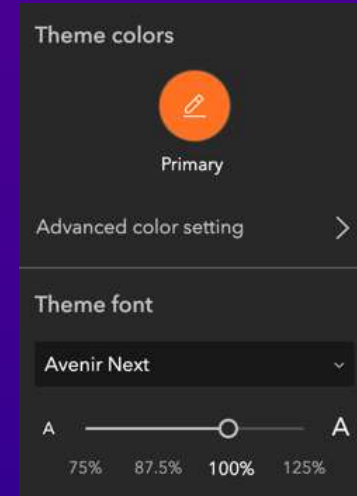 Theme colors
Primary
Advanced color setting
Theme font
Avenir Next
A A
75% 87.5% 100% 125%